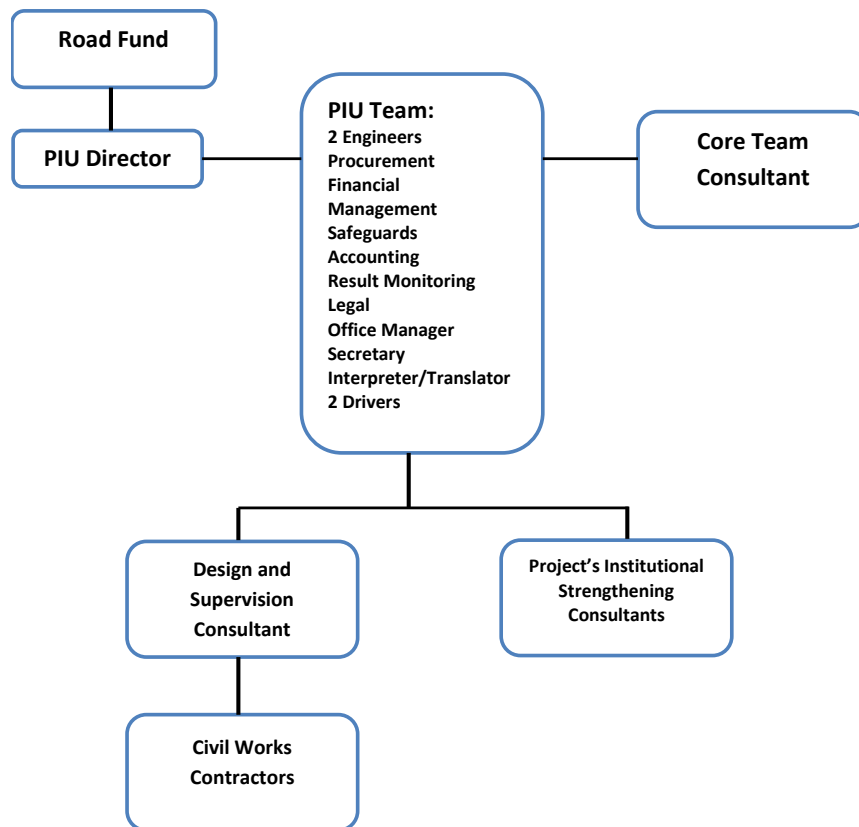 Road Fund
PIU Director
PIU Team:
2 Engineers
Procurement
Financial
Management
Safeguards
Accounting
Result Monitoring
Legal
Office Manager
Secretary
Interpreter/Translator
2 Drivers
Core Team
Consultant
Design and
Supervision
Consultant
Project’s Institutional
Strengthening
Consultants
Civil Works
Contractors